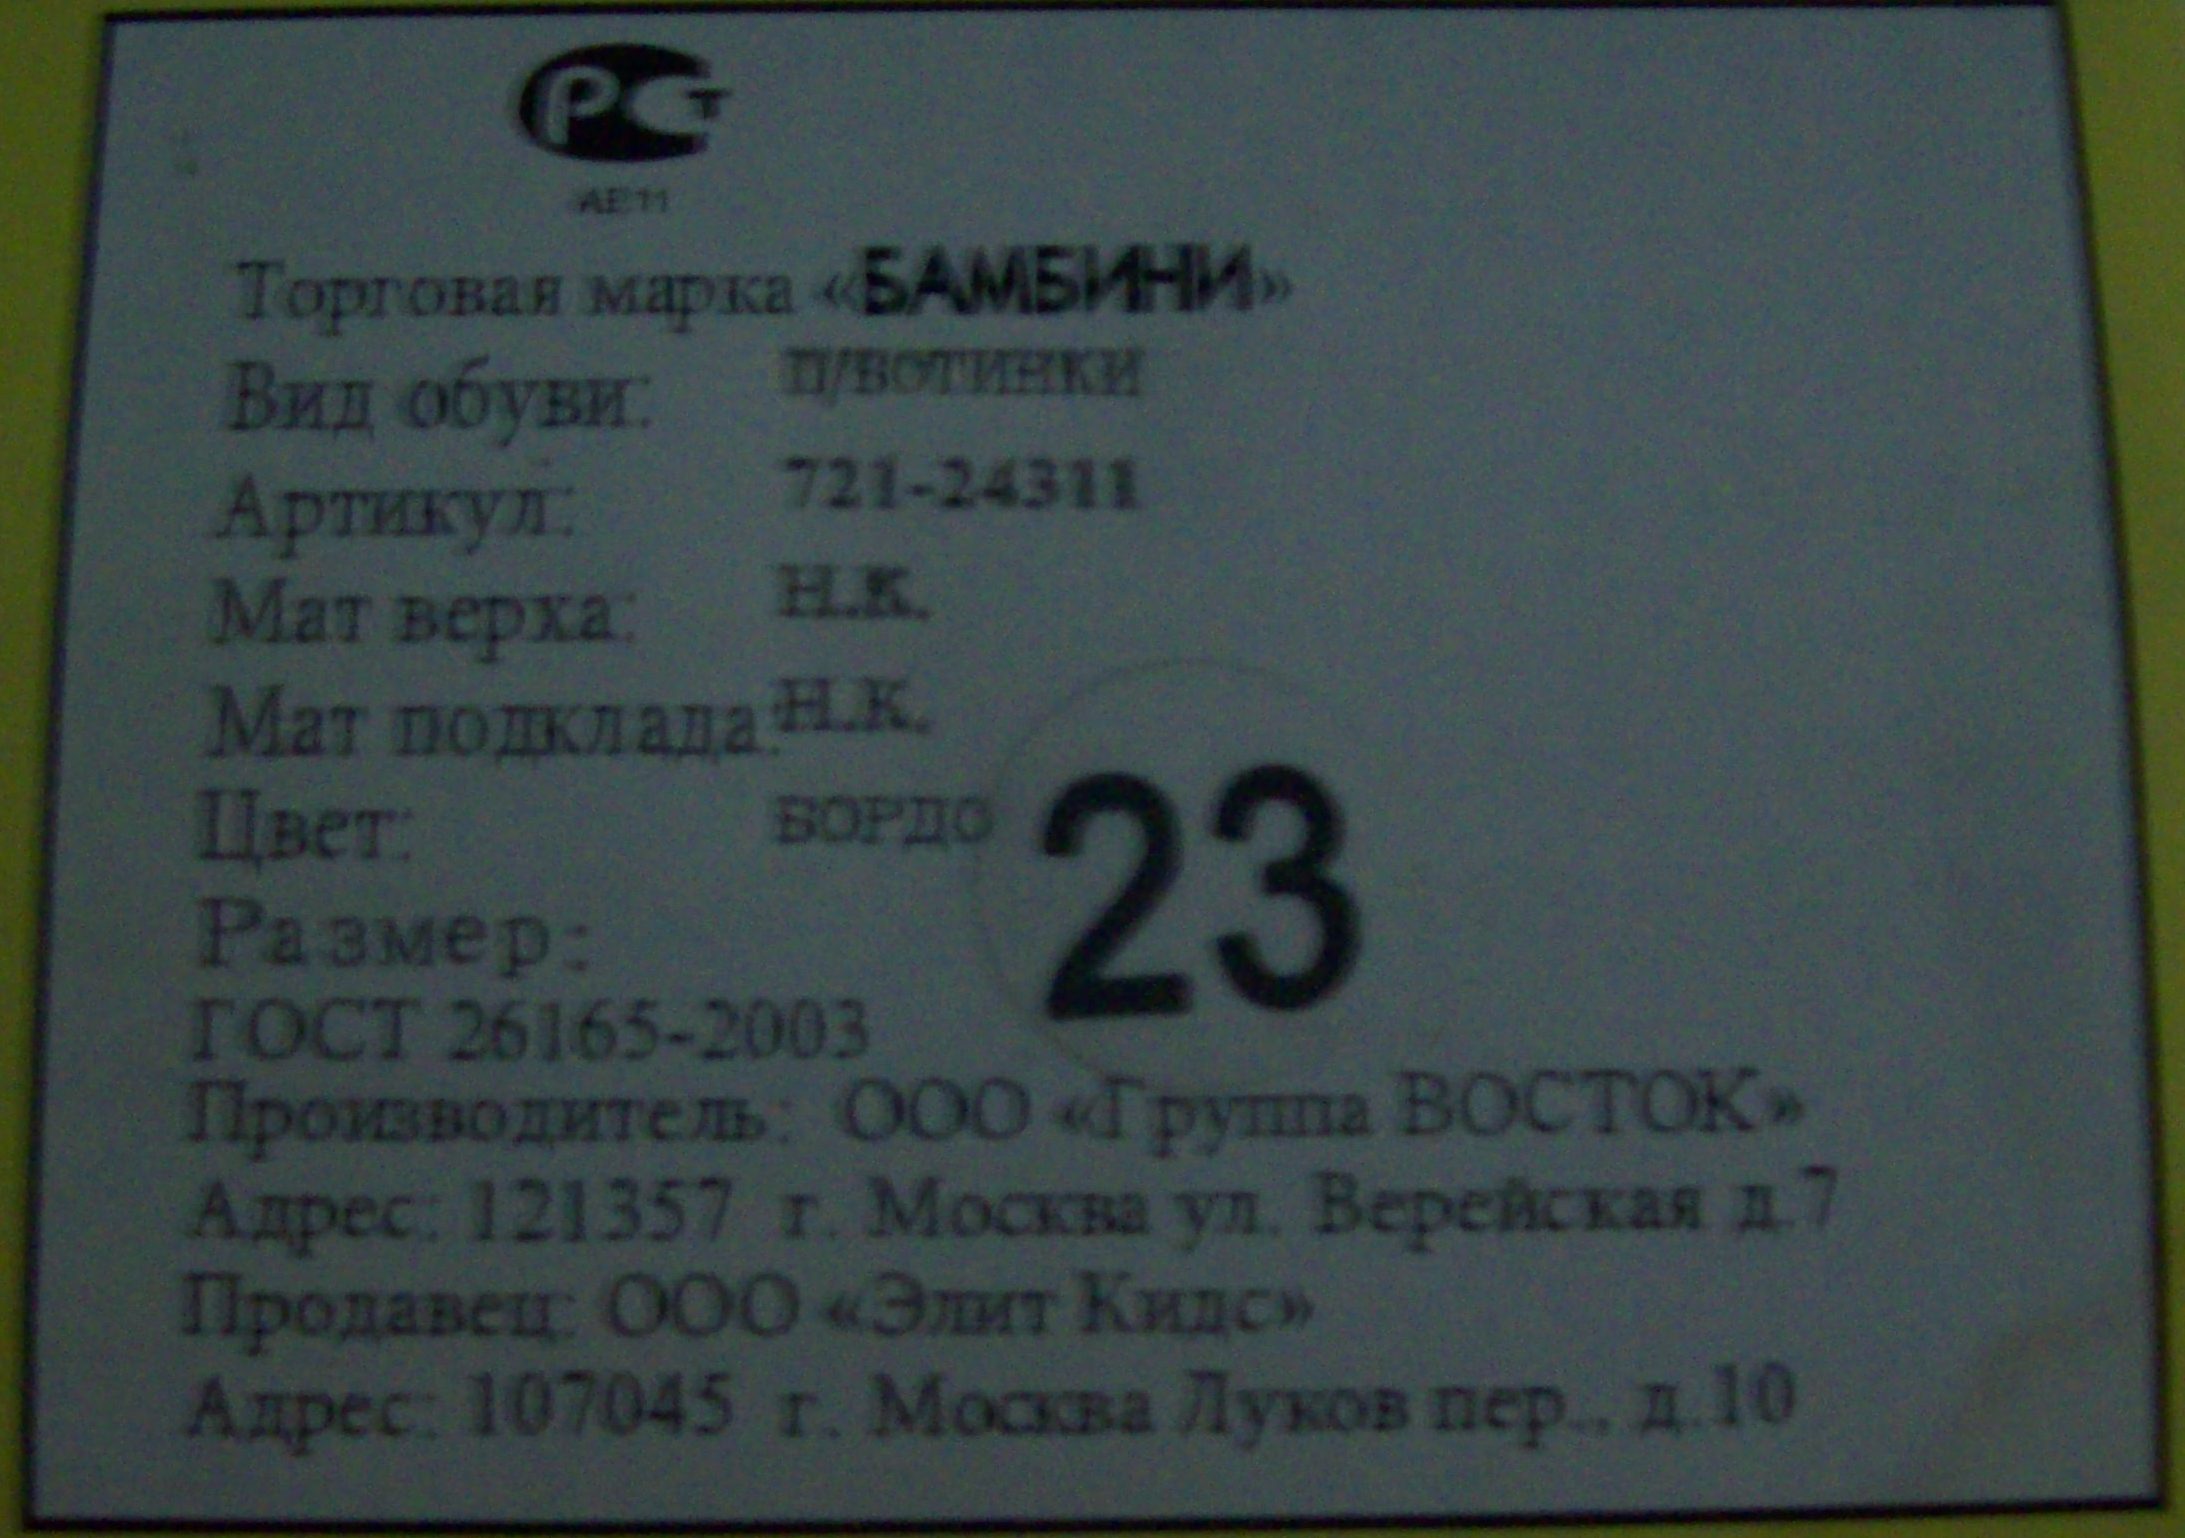 РСТ
АЕ11
Торговая марка «БАМБИНИ»
Вид обуви: П/ВОТИНКИ
Артикул: 721-24311
Мат верха: Н.К.
Мат подклада: Н.К.
Цвет: БОРДО
Размер: 23
ГОСТ 26165-2003
Производитель: ООО «Группа ВОСТОК»
Адрес: 121357 г. Москва ул. Верейская д.7
Продавец: ООО «Элит Кидс»
Адрес: 107045 г. Москва Луков пер., д.10